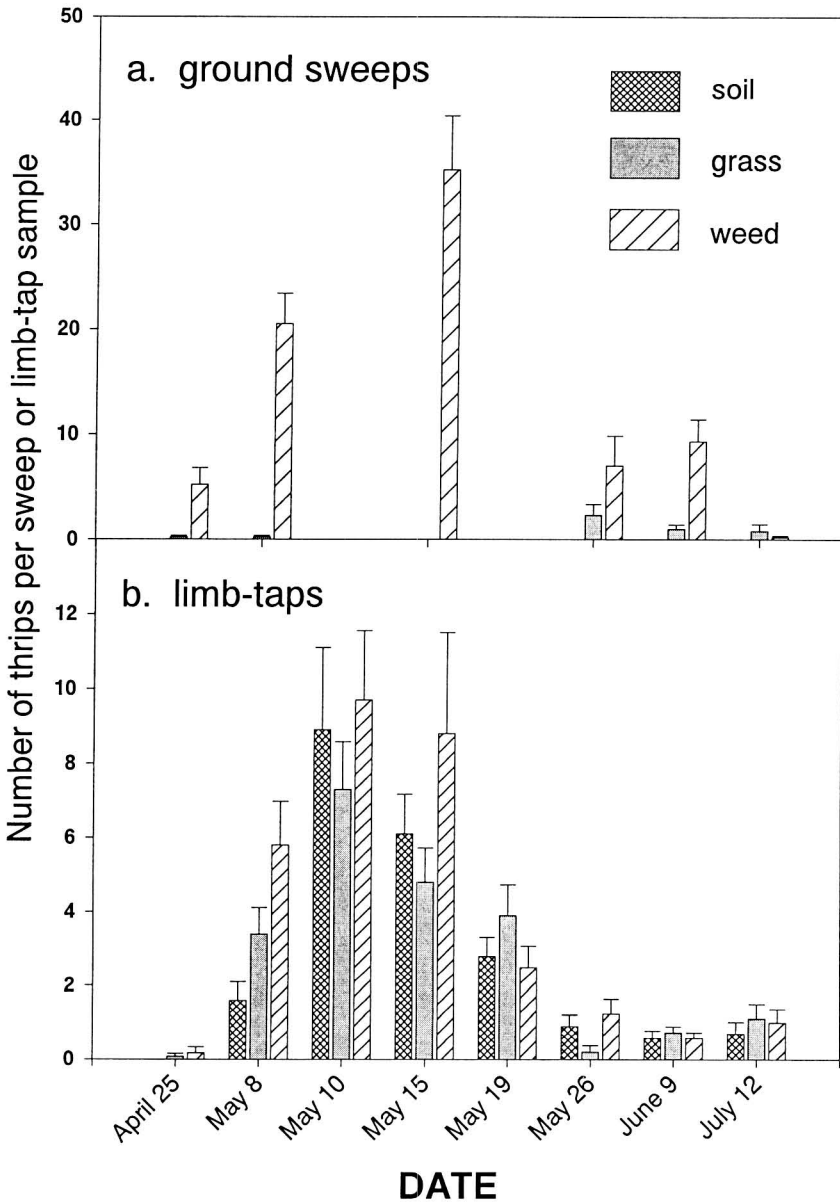 Number of thrips per sweep or limb-tap sample
50
40
30
20
10
0
a. ground sweeps
soil
grass
weed
b. limb-taps
12
10
8
6
4
2
0
April 25
May 8
May 10
May 15
May 19
May 26
June 9
July 12
DATE